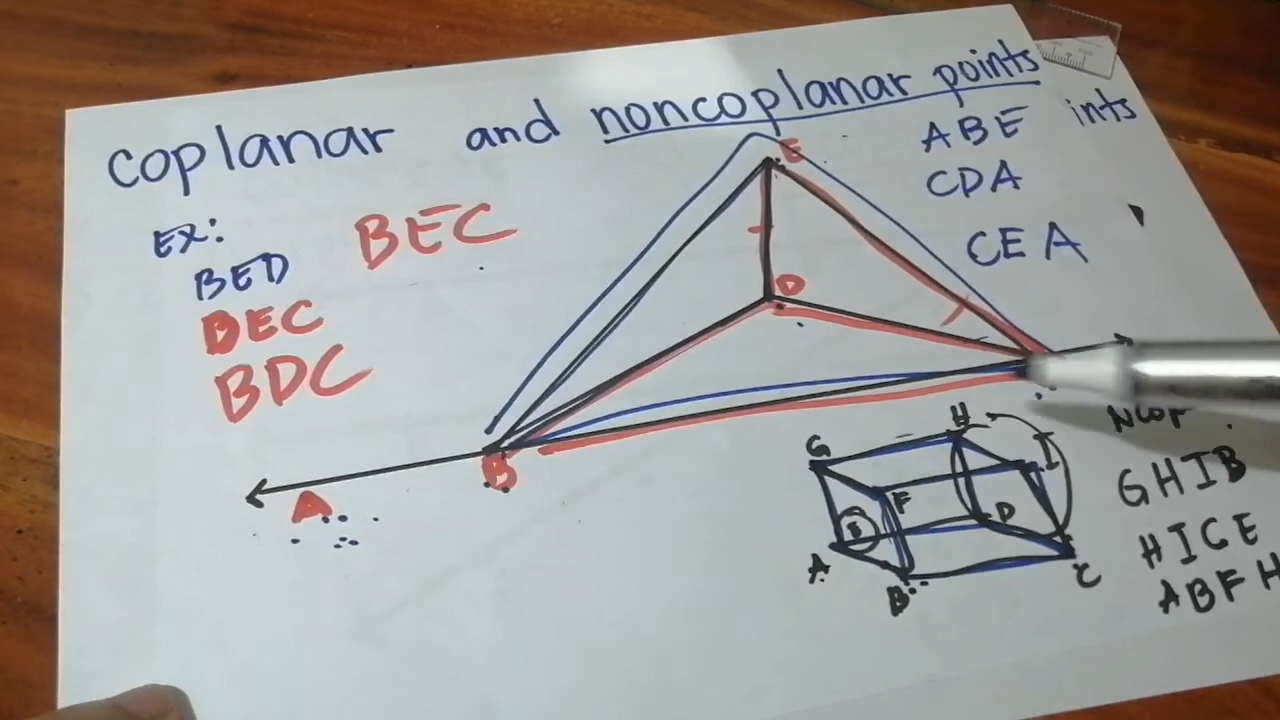 coplanar and noncoplanar points
ints
EX:
BED
BEC
BEC
BDC
ABE
CDA
CEA
E
D
B
A
G
H
I
F
E
D
A
B
C
GHIB
HICE
ABFH